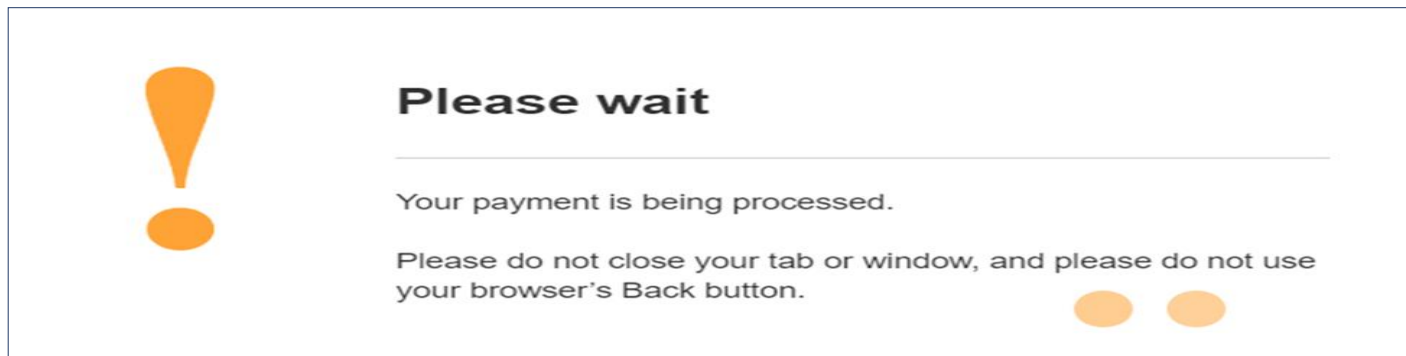 Please wait
Your payment is being processed.
Please do not close your tab or window, and please do not use
your browser’s Back button.